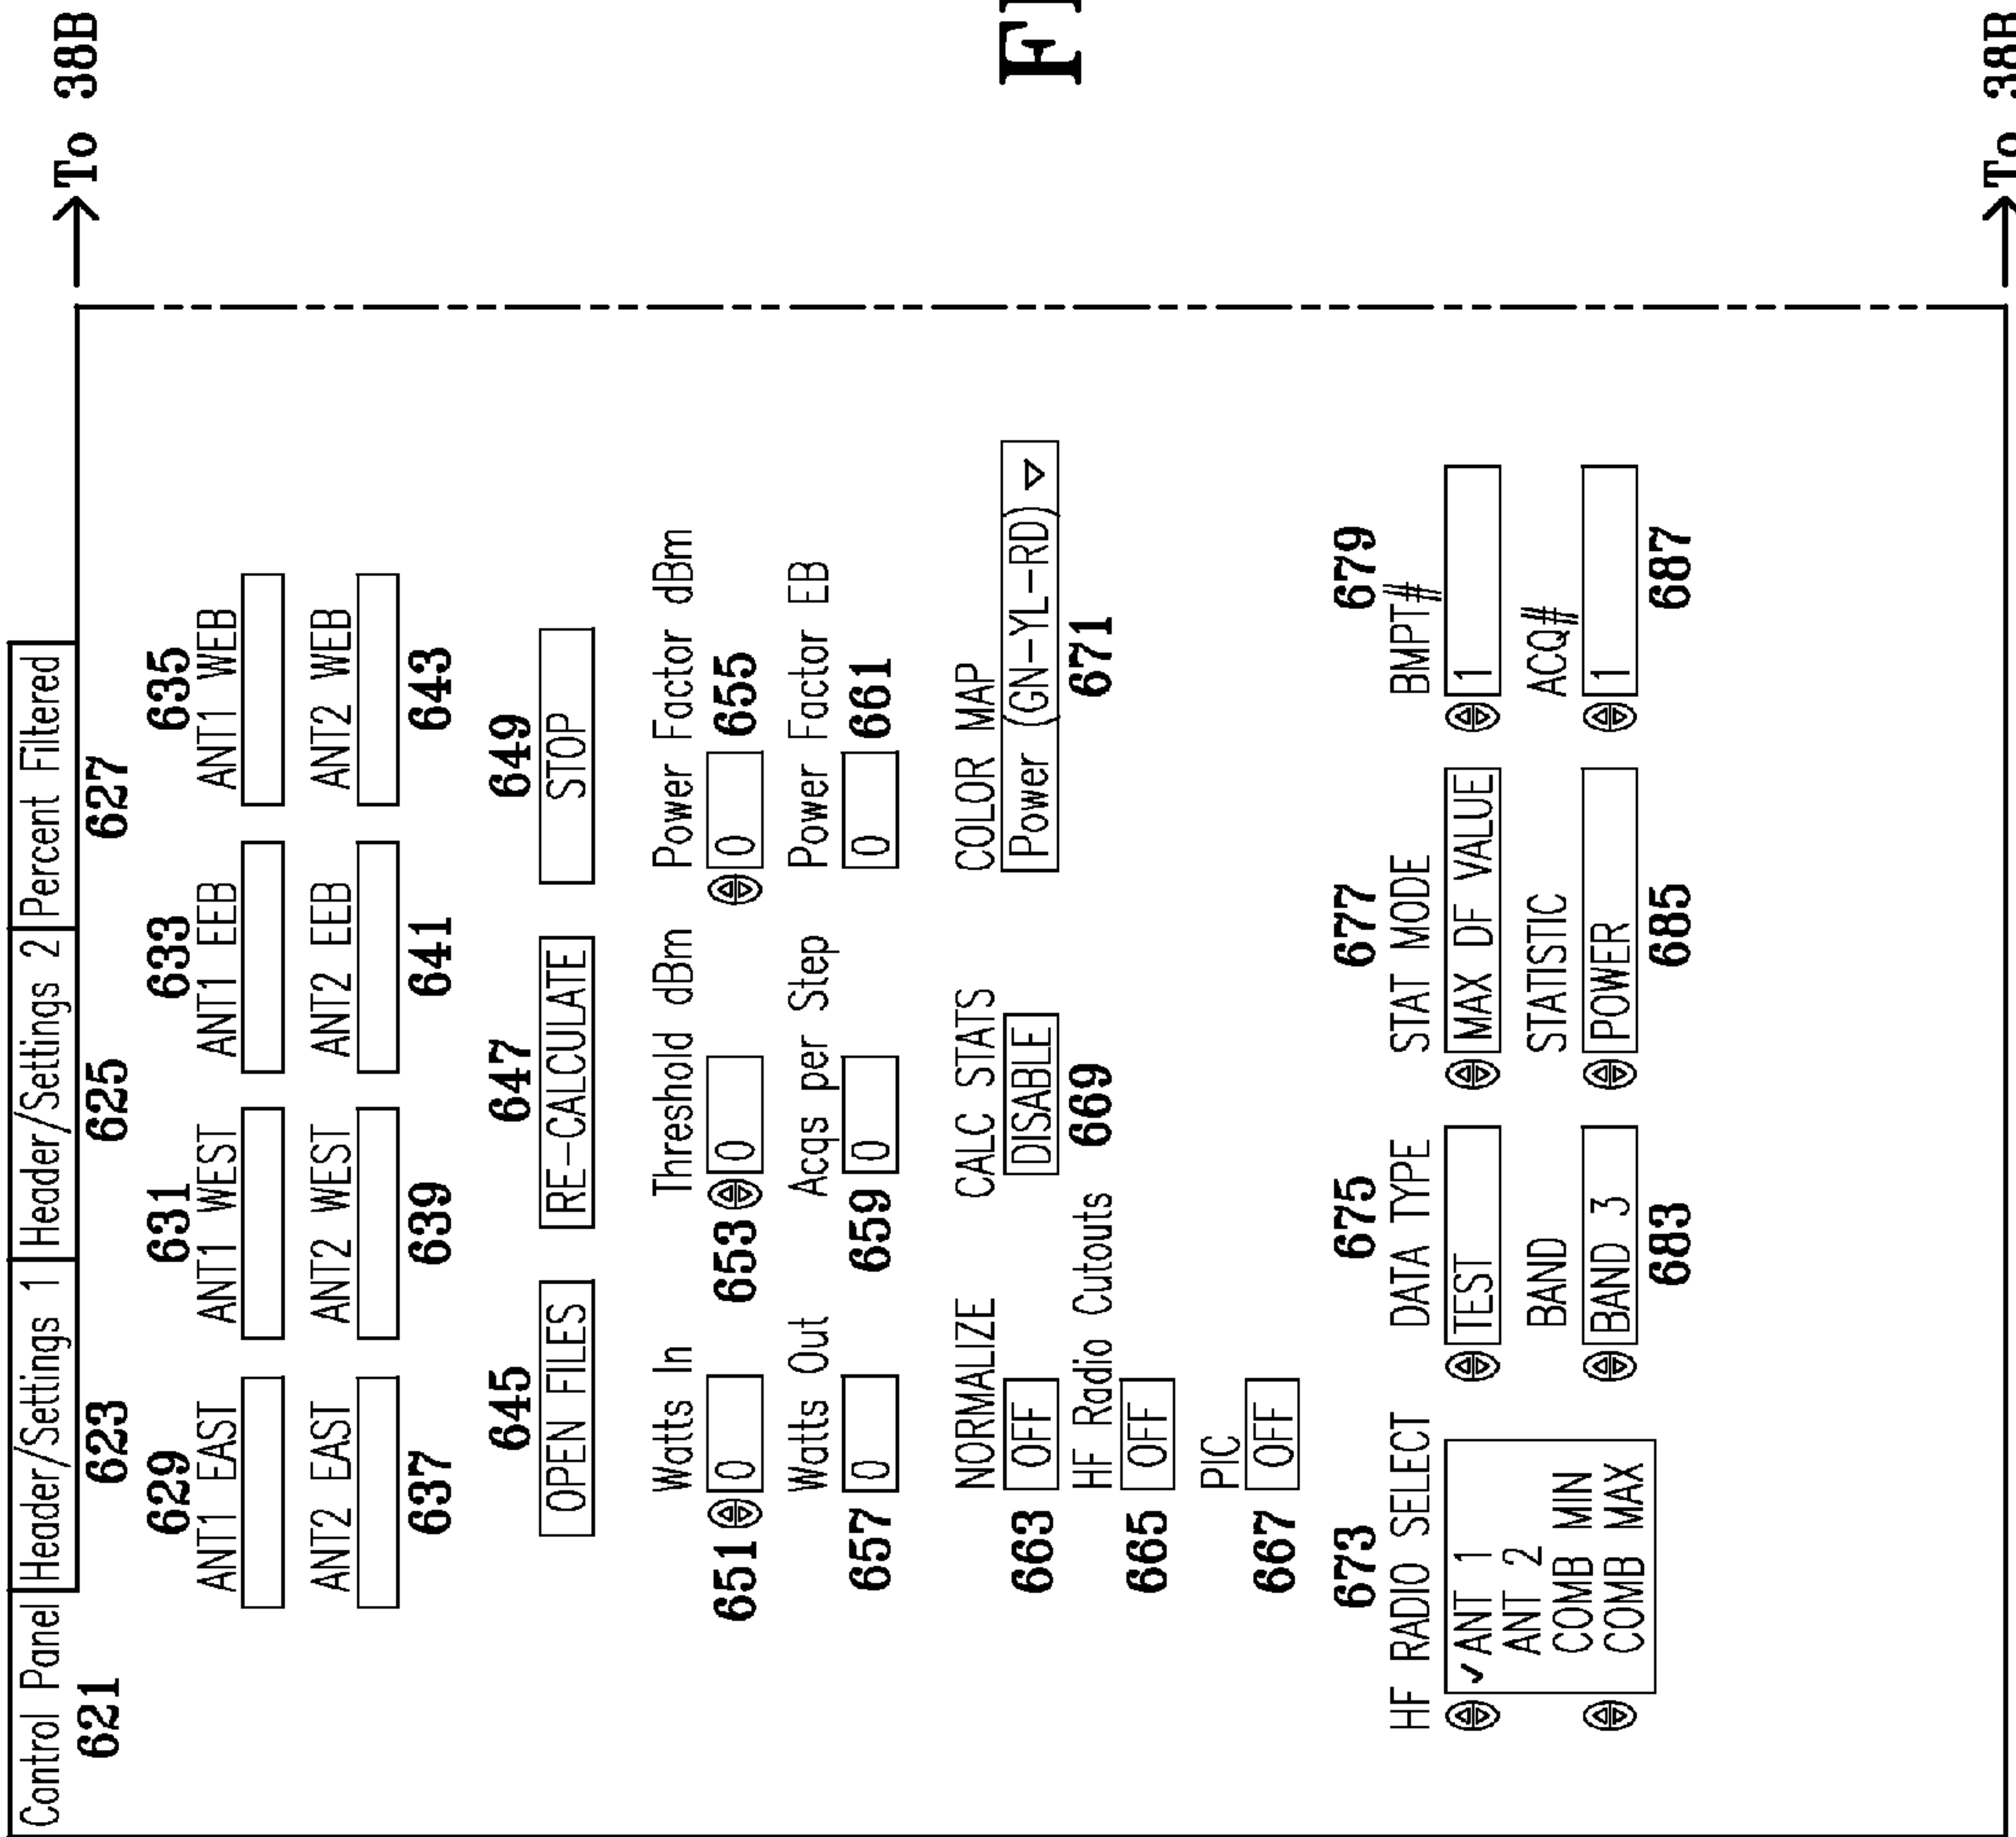 Control Panel Header/Settings 1 Header/Settings 2 Percent Filtered
To 38B
621 623 625 627
629 631 633 635
ANT1 EAST ANT1 WEST ANT1 EEB ANT1 WEB
ANT2 EAST ANT2 WEST ANT2 EEB ANT2 WEB
637 639 641 643
645 647 649
OPEN FILES RE-CALCULATE STOP
Watts In Threshold dBm Power Factor dBm
651 0 653 0 0 655
Watts Out Acqs per Step Power Factor EB
657 0 659 0 0 661
NORMALIZE CALC STATS COLOR MAP
663 OFF DISABLE Power (GN-YL-RD)
669 671
HF Radio Cutouts
665 OFF
PIC
667 OFF
673 675 677 679
HF RADIO SELECT DATA TYPE STAT MODE BMPT#
✓ANT 1 TEST MAX DF VALUE 1
ANT 2 BAND STATISTIC ACQ#
COMB MIN BAND 3 POWER 1
COMB MAX
683 685 687
To 38B